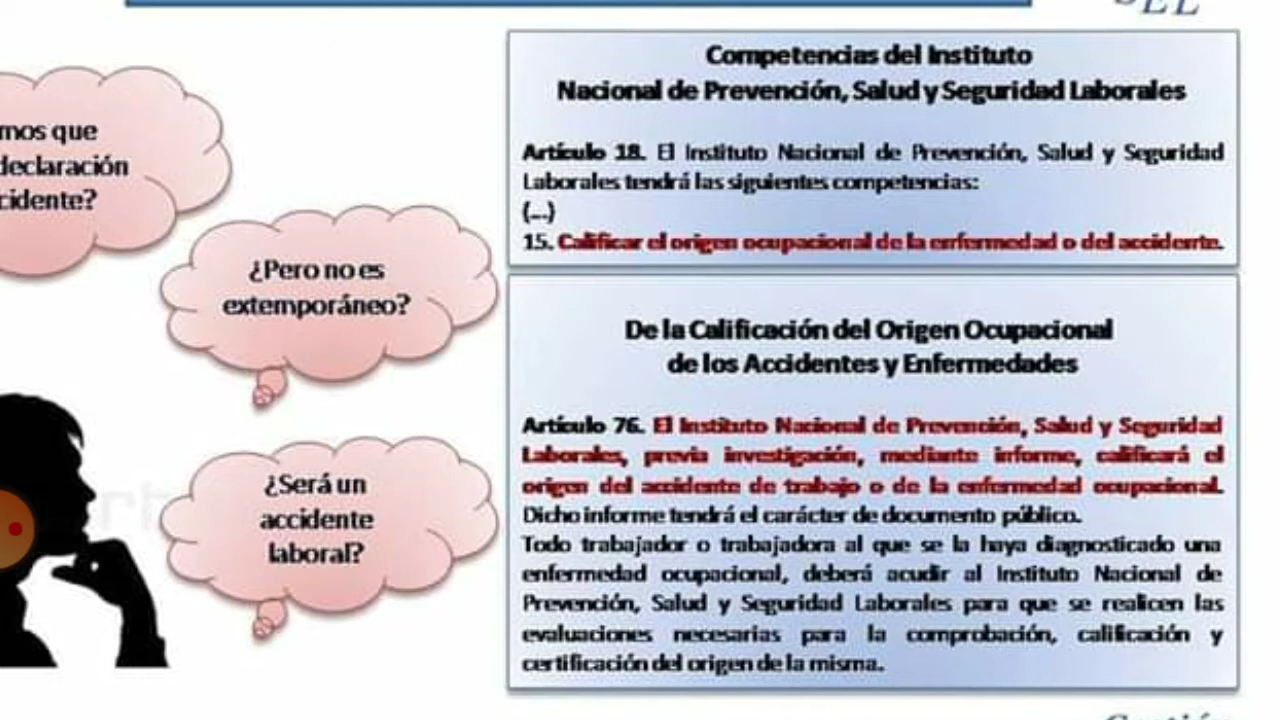 SEL
mos que
declaración
cidente?
¿Pero no es
extemporáneo?
¿Será un
accidente
laboral?
Competencias del Instituto
Nacional de Prevención, Salud y Seguridad Laborales
Artículo 18. El Instituto Nacional de Prevención, Salud y Seguridad
Laborales tendrá las siguientes competencias:
(...)
15. Calificar el origen ocupacional de la enfermedad o del accidente.
De la Calificación del Origen Ocupacional
de los Accidentes y Enfermedades
Artículo 76. El Instituto Nacional de Prevención, Salud y Seguridad
Laborales, previa investigación, mediante informe, calificará el
origen del accidente de trabajo o de la enfermedad ocupacional.
Dicho informe tendrá el carácter de documento público.
Todo trabajador o trabajadora al que se la haya diagnosticado una
enfermedad ocupacional, deberá acudir al Instituto Nacional de
Prevención, Salud y Seguridad Laborales para que se realicen las
evaluaciones necesarias para la comprobación, calificación y
certificación del origen de la misma.
Gestión